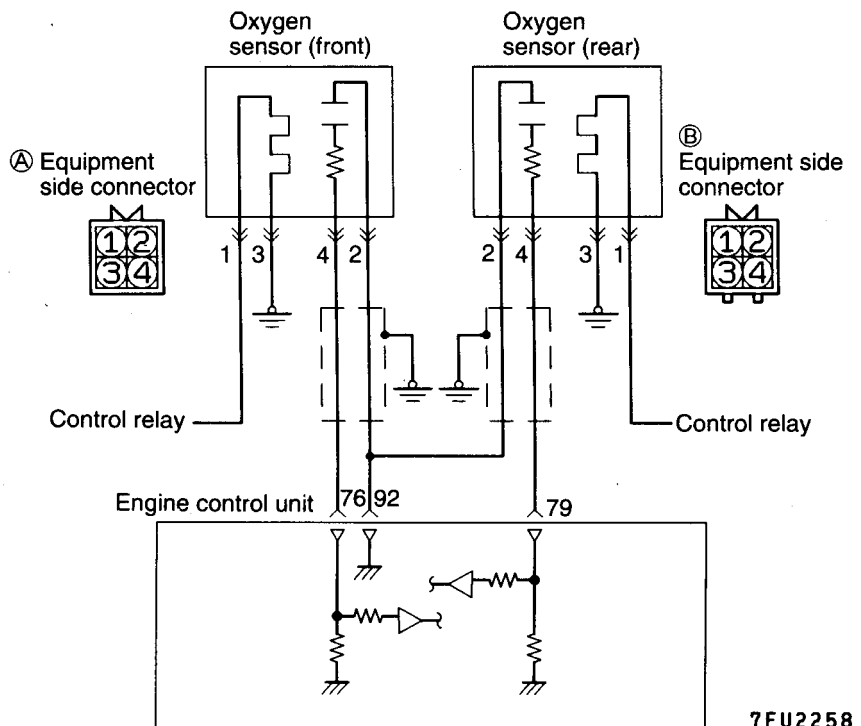 Oxygen
sensor (front)
Oxygen
sensor (rear)
Ⓐ Equipment
side connector
1 2
3 4
Ⓑ
Equipment side
connector
1 2
3 4
1 3 4 2
2 4 3 1
Control relay
Control relay
Engine control unit
76 92
79
7FU2258